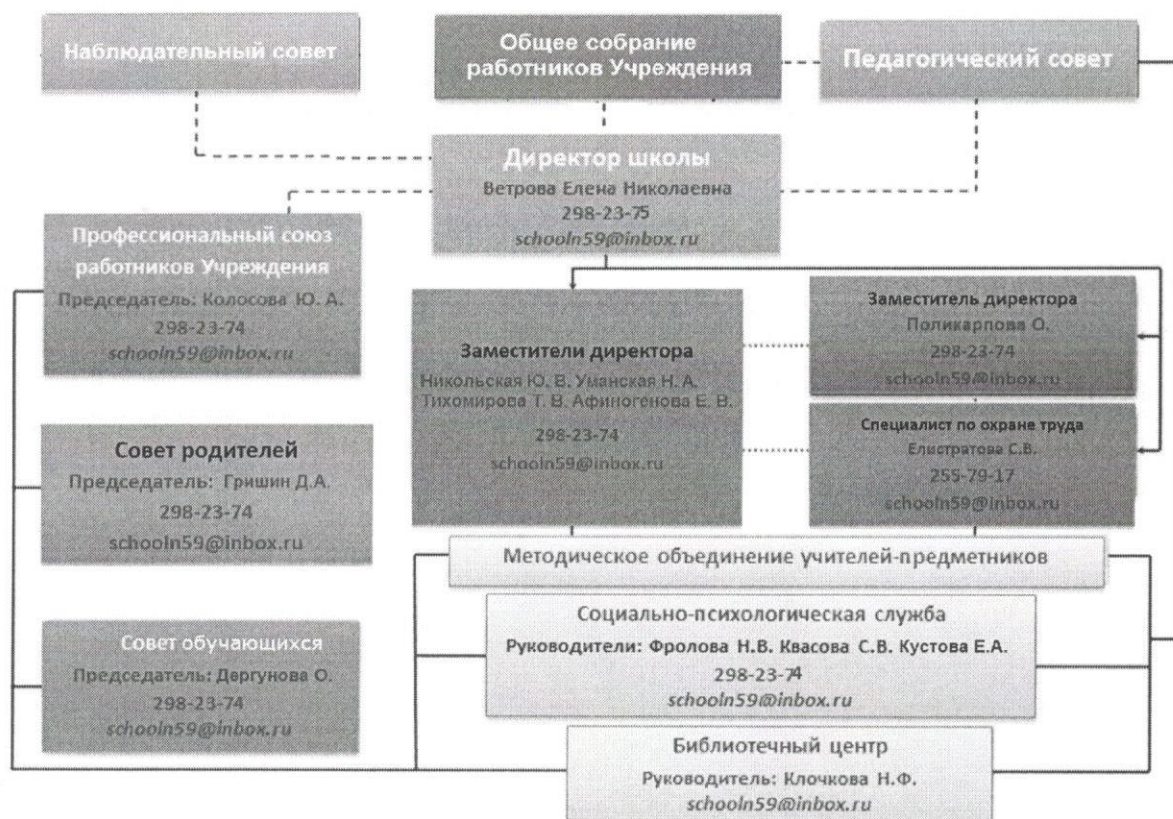 Наблюдательный совет
Общее собрание
работников Учреждения
Педагогический совет
Директор школы
Ветрова Елена Николаевна
298-23-75
schooln59@inbox.ru
Профессиональный союз
работников Учреждения
Председатель: Колосова Ю. А.
298-23-74
schooln59@inbox.ru
Заместители директора
Никольская Ю. В. Уманская Н. А.
Тихомирова Т. В. Афиногенова Е. В.
298-23-74
schooln59@inbox.ru
Заместитель директора
Поликарпова О.
298-23-74
schooln59@inbox.ru
Специалист по охране труда
Елистратова С.В.
255-79-17
schooln59@inbox.ru
Совет родителей
Председатель: Гришин Д.А.
298-23-74
schooln59@inbox.ru
Методическое объединение учителей-предметников
Социально-психологическая служба
Руководители: Фролова Н.В. Квасова С.В. Кустова Е.А.
298-23-74
schooln59@inbox.ru
Совет обучающихся
Председатель: Дергунова О.
298-23-74
schooln59@inbox.ru
Библиотечный центр
Руководитель: Клочкова Н.Ф.
schooln59@inbox.ru